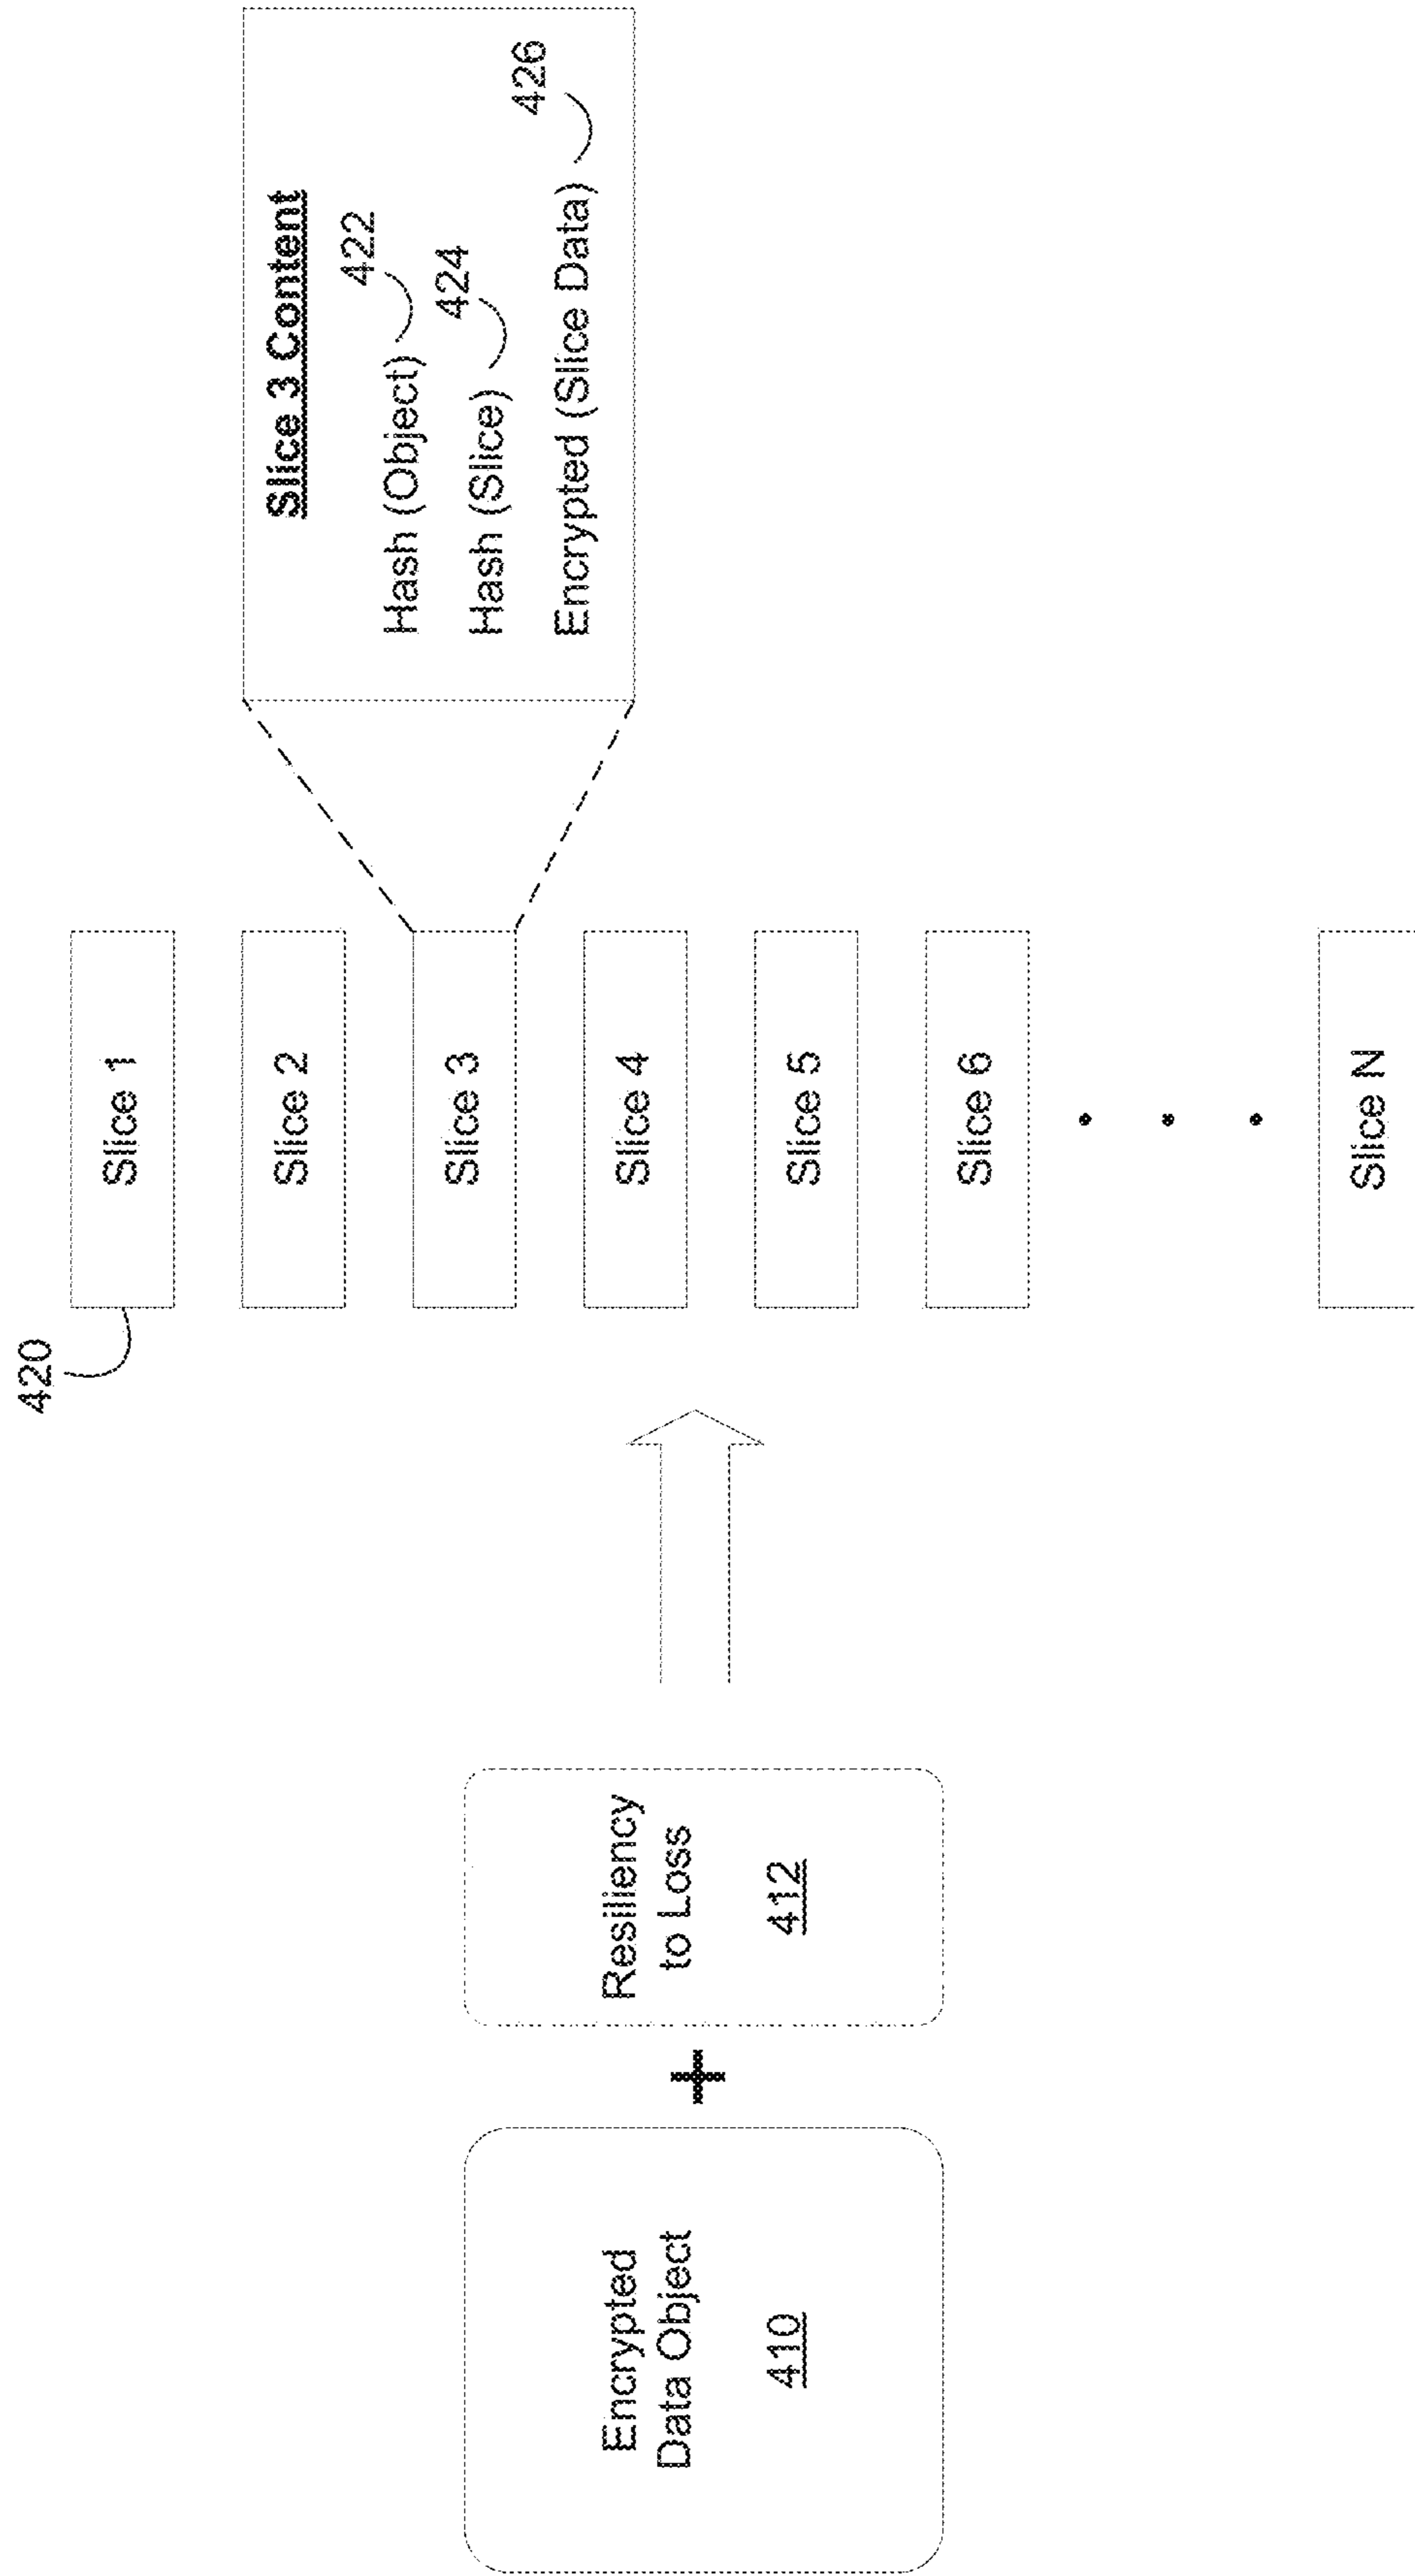 Encrypted
Data Object
410
+
Resiliency
to Loss
412
420
Slice 1
Slice 2
Slice 3
Slice 4
Slice 5
Slice 6
Slice N
Slice 3 Content
Hash (Object)
422
Hash (Slice)
424
Encrypted (Slice Data)
426